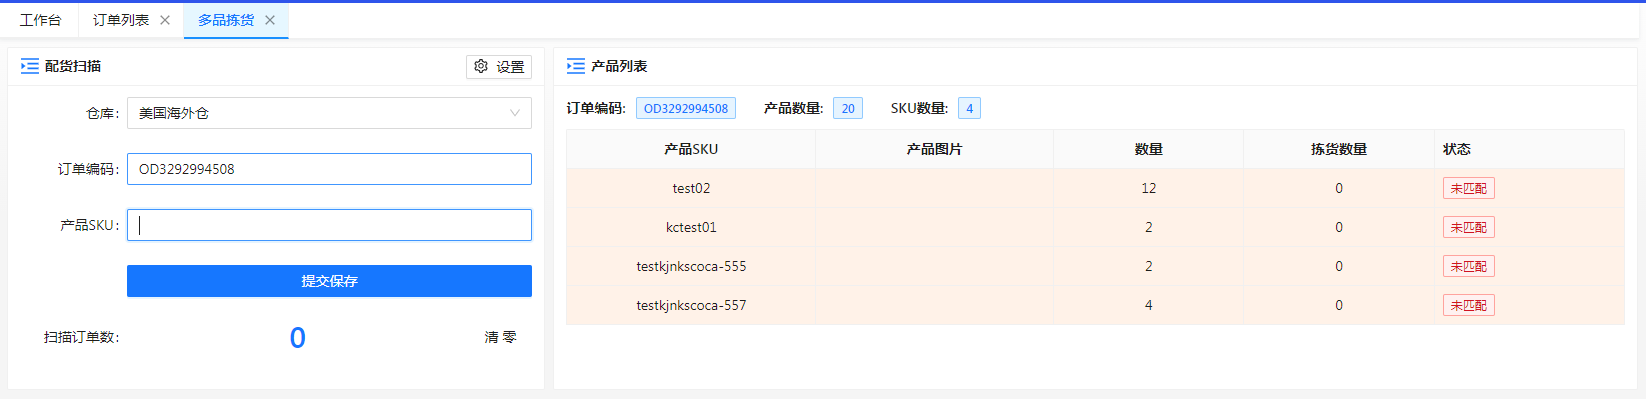 工作台 订单列表 多品拣货
配货扫描 设置
仓库: 美国海外仓
订单编码: OD3292994508
产品SKU:
提交保存
扫描订单数: 0 清 零
产品列表
订单编码: OD3292994508 产品数量: 20 SKU数量: 4
产品SKU 产品图片 数量 拣货数量 状态
test02 12 0 未匹配
kctest01 2 0 未匹配
testkjnkscoca-555 2 0 未匹配
testkjnkscoca-557 4 0 未匹配